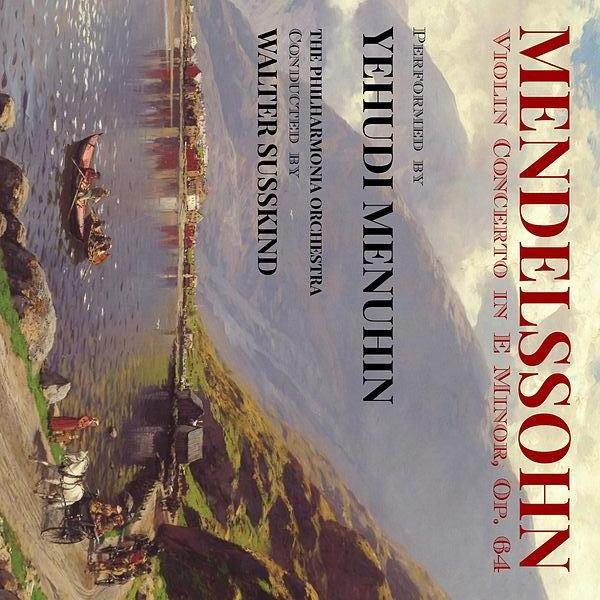 MENDELSSOHN
VIOLIN CONCERTO IN E MINOR, OP. 64
PERFORMED BY
YEHUDI MENUHIN
THE PHILHARMONIA ORCHESTRA
CONDUCTED BY
WALTER SUSSKIND